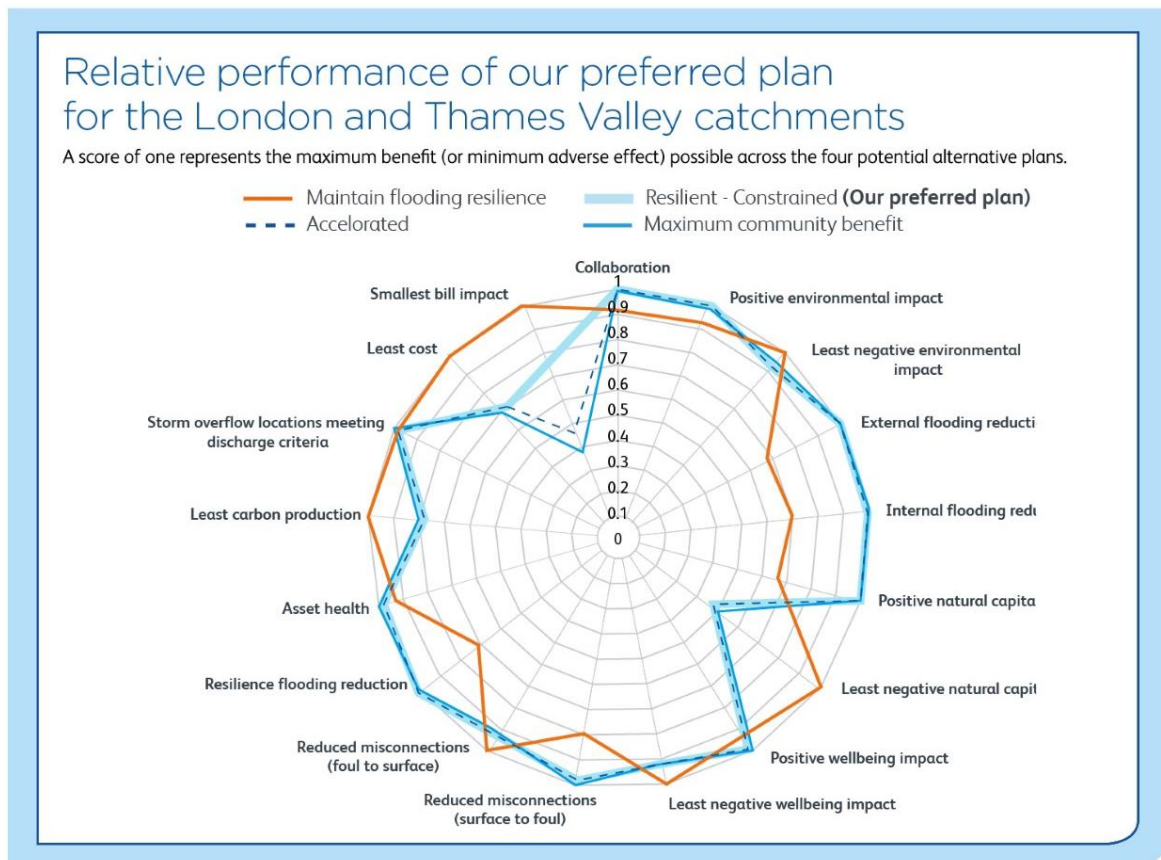 Relative performance of our preferred plan
for the London and Thames Valley catchments
A score of one represents the maximum benefit (or minimum adverse effect) possible across the four potential alternative plans.
Maintain flooding resilience
Resilient - Constrained (Our preferred plan)
Accelorated
Maximum community benefit
Collaboration
Positive environmental impact
Least negative environmental
impact
External flooding reducti
Internal flooding redu
Positive natural capita
Least negative natural capit
Positive wellbeing impact
Least negative wellbeing impact
Reduced misconnections
(surface to foul)
Reduced misconnections
(foul to surface)
Resilience flooding reduction
Asset health
Least carbon production
Storm overflow locations meeting
discharge criteria
Least cost
Smallest bill impact
1
0.9
0.8
0.7
0.6
0.5
0.4
0.3
0.2
0.1
0